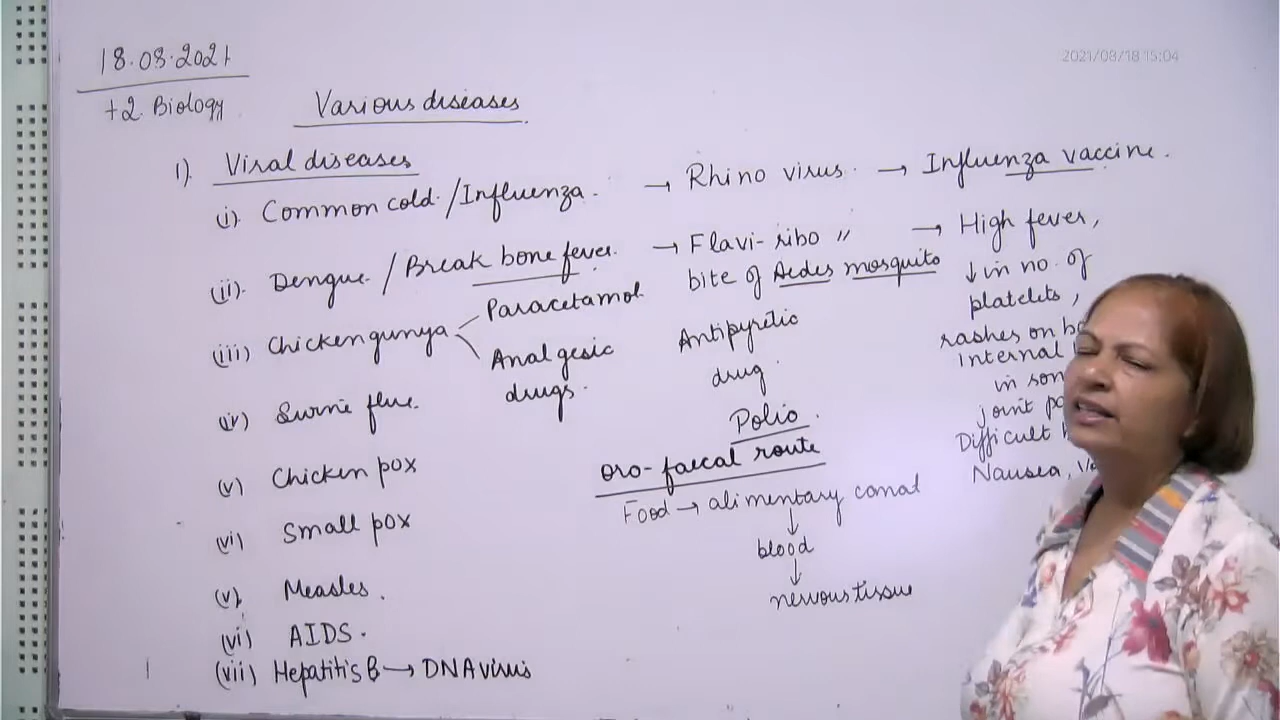 18.08.2021
2021/08/18 15:04
+2 Biology
Various diseases
1). Viral diseases
(i). Common cold / Influenza. → Rhino virus. → Influenza vaccine.
(ii). Dengue / Break bone fever. → Flavi-ribo 〃 → High fever,
bite of Aedes mosquito
↓ in no. of
platelets,
rashes on
Internal
in
joint
Difficult
Nausea,
(iii) Chickengunya
Paracetamol
Analgesic
drugs.
Antipyretic
drug.
(iv) Swine flue.
(v) Chicken pox
(vi) Small pox
(v). Measles.
(vi) AIDS.
(vii) Hepatitis B → DNA virus
Polio.
Oro-faecal route
Food → alimentary canal
↓
blood
↓
nervous tissue